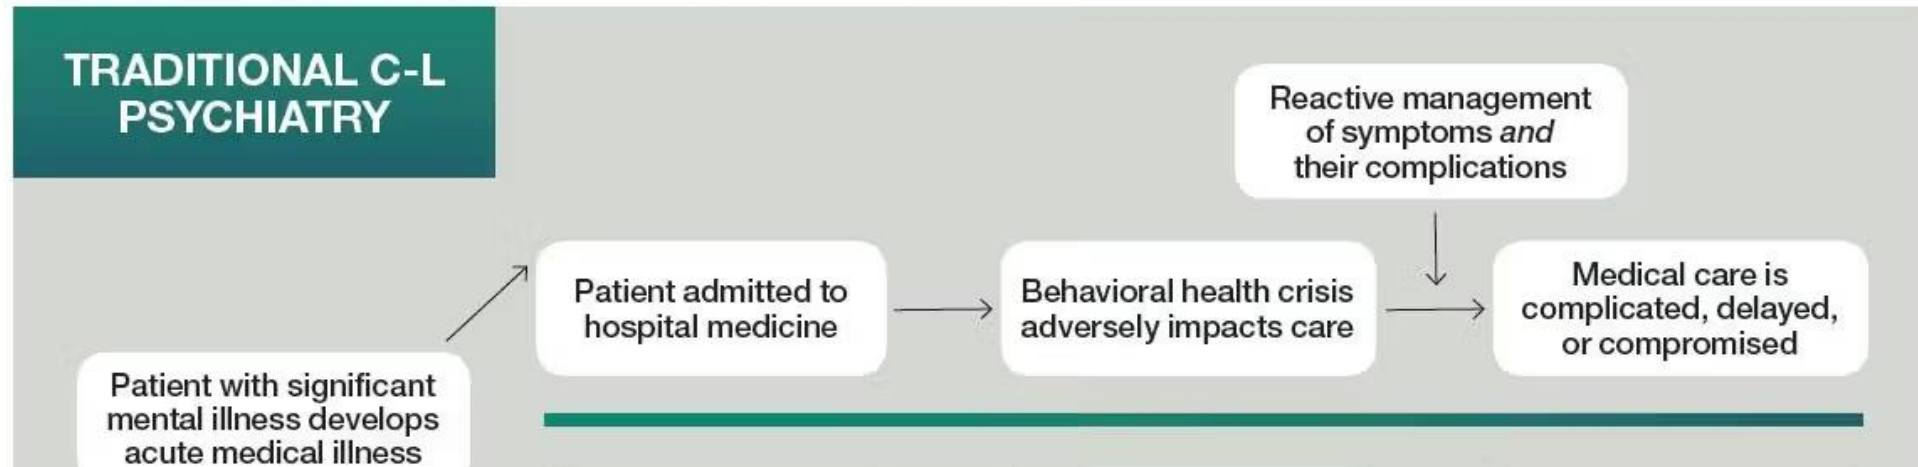 TRADITIONAL C-L
PSYCHIATRY
Reactive management
of symptoms and
their complications
Patient admitted to
hospital medicine
Behavioral health crisis
adversely impacts care
Medical care is
complicated, delayed,
or compromised
Patient with significant
mental illness develops
acute medical illness